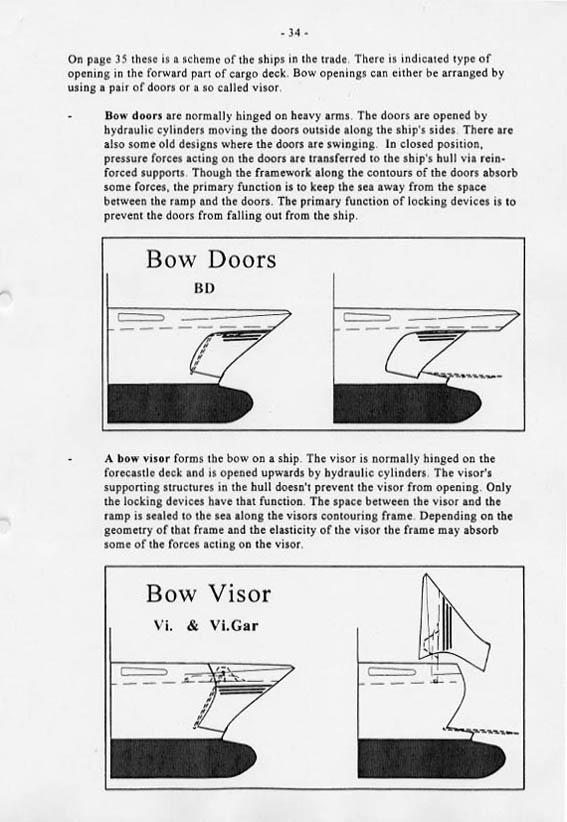 - 34 -
On page 35 these is a scheme of the ships in the trade. There is indicated type of
opening in the forward part of cargo deck. Bow openings can either be arranged by
using a pair of doors or a so called visor.
- Bow doors are normally hinged on heavy arms. The doors are opened by
hydraulic cylinders moving the doors outside along the ship's sides. There are
also some old designs where the doors are swinging. In closed position,
pressure forces acting on the doors are transferred to the ship's hull via rein-
forced supports. Though the framework along the contours of the doors absorb
some forces, the primary function is to keep the sea away from the space
between the ramp and the doors. The primary function of locking devices is to
prevent the doors from falling out from the ship.
Bow Doors
BD
- A bow visor forms the bow on a ship. The visor is normally hinged on the
forecastle deck and is opened upwards by hydraulic cylinders. The visor's
supporting structures in the hull doesn't prevent the visor from opening. Only
the locking devices have that function. The space between the visor and the
ramp is sealed to the sea along the visors contouring frame. Depending on the
geometry of that frame and the elasticity of the visor the frame may absorb
some of the forces acting on the visor.
Bow Visor
Vi. & Vi.Gar